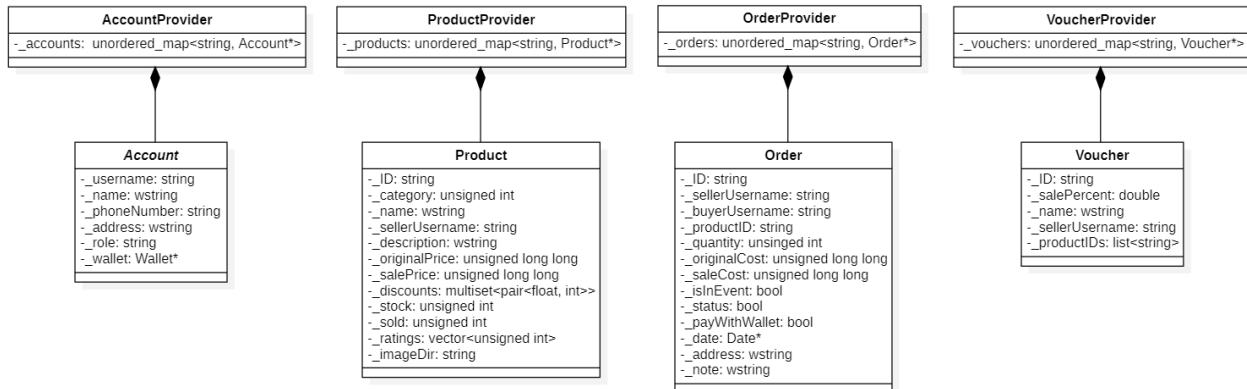 AccountProvider
-_accounts: unordered_map<string, Account*>
ProductProvider
-_products: unordered_map<string, Product*>
OrderProvider
-_orders: unordered_map<string, Order*>
VoucherProvider
-_vouchers: unordered_map<string, Voucher*>
Account
-_username: string
-_name: wstring
-_phoneNumber: string
-_address: wstring
-_role: string
-_wallet: Wallet*
Product
-_ID: string
-_category: unsigned int
-_name: wstring
-_sellerUsername: string
-_description: wstring
-_originalPrice: unsigned long long
-_salePrice: unsigned long long
-_discounts: multiset<pair<float, int>>
-_stock: unsigned int
-_sold: unsigned int
-_ratings: vector<unsigned int>
-_imageDir: string
Order
-_ID: string
-_sellerUsername: string
-_buyerUsername: string
-_productID: string
-_quantity: unsinged int
-_originalCost: unsigned long long
-_saleCost: unsigned long long
-_isInEvent: bool
-_status: bool
-_payWithWallet: bool
-_date: Date*
-_address: wstring
-_note: wstring
Voucher
-_ID: string
-_salePercent: double
-_name: wstring
-_sellerUsername: string
-_productIDs: list<string>